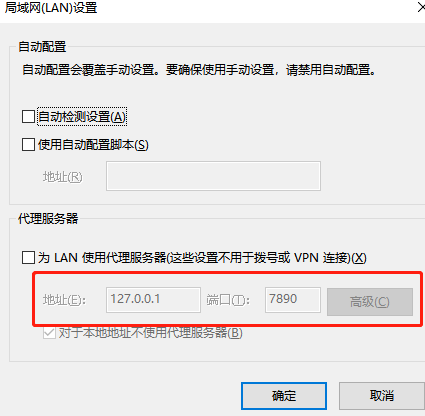 局域网(LAN)设置
自动配置
自动配置会覆盖手动设置。要确保使用手动设置，请禁用自动配置。
自动检测设置(A)
使用自动配置脚本(S)
地址(R)
代理服务器
为 LAN 使用代理服务器(这些设置不用于拨号或 VPN 连接)(X)
地址(E): 127.0.0.1 端口(T): 7890 高级(C)
对于本地地址不使用代理服务器(B)
确定 取消